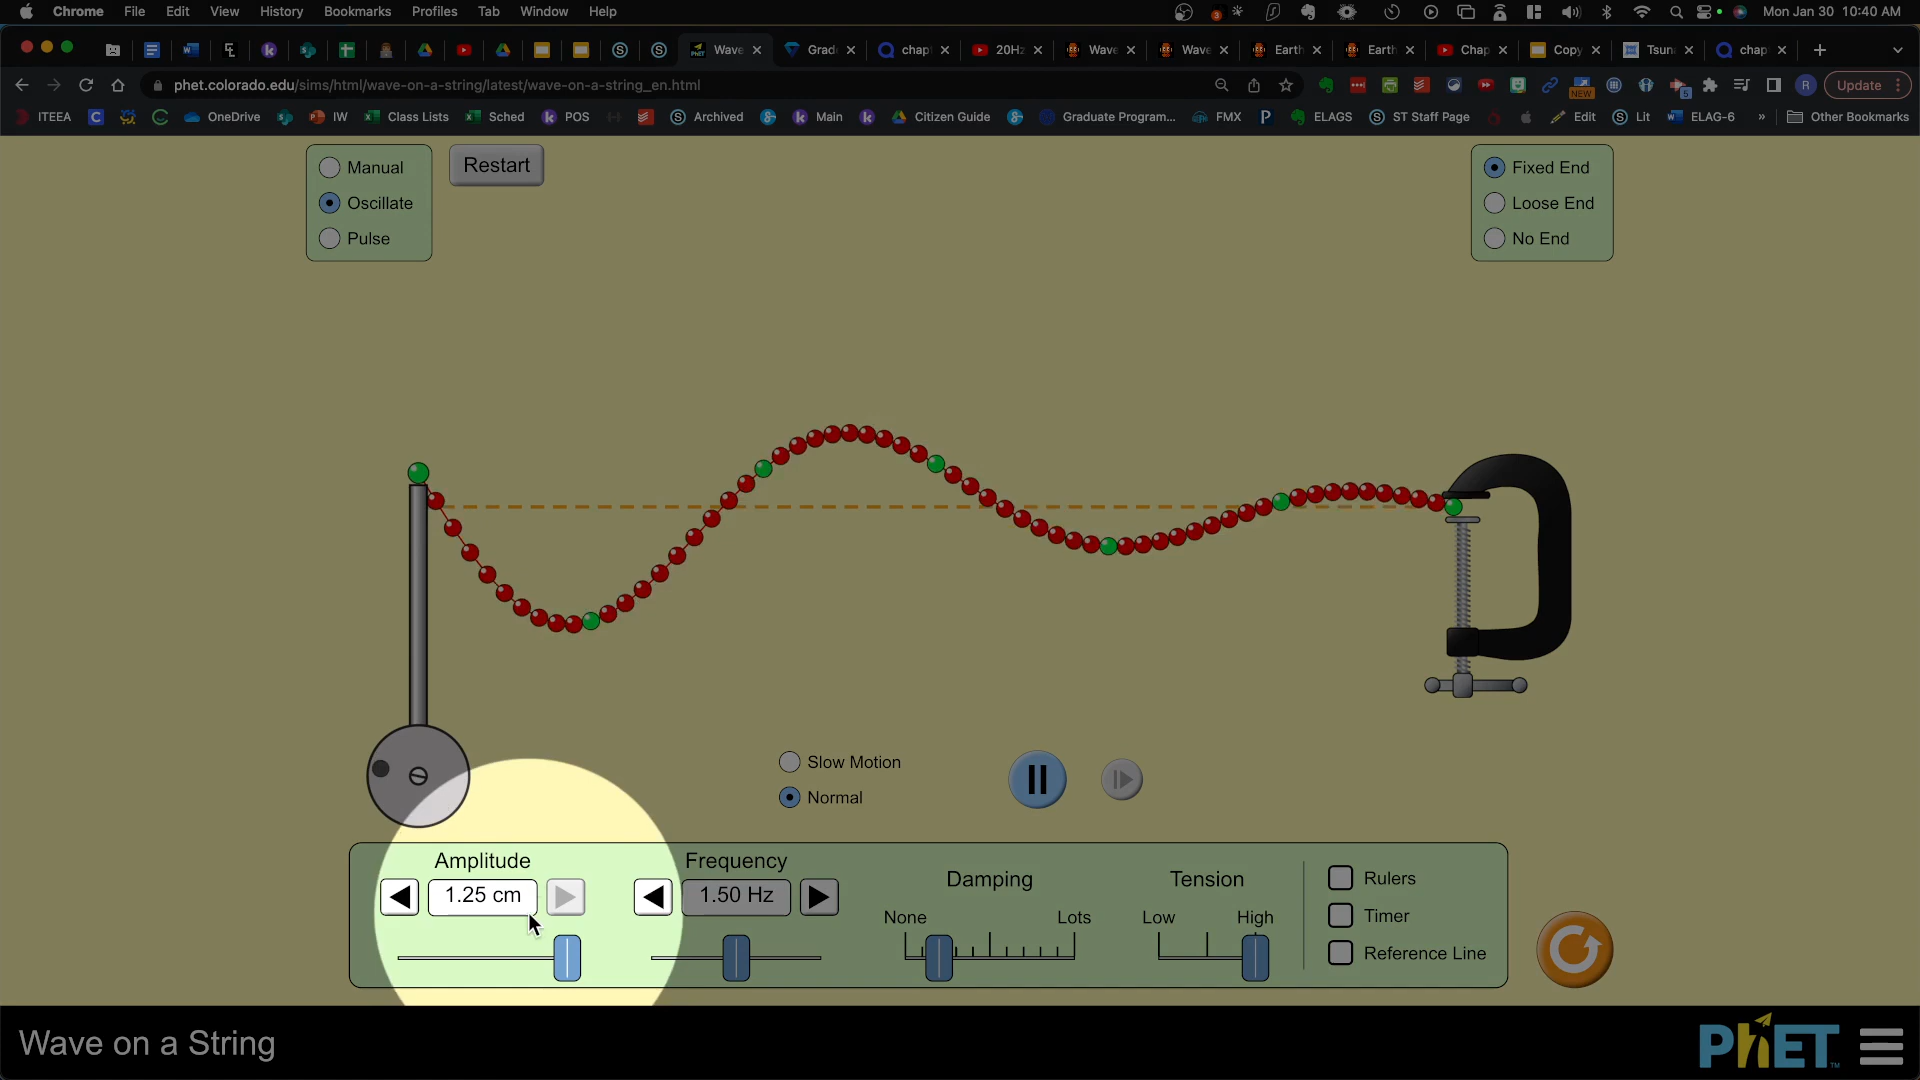 Chrome File Edit View History Bookmarks Profiles Tab Window Help 3 Mon Jan 30 10:40 AM
Wave Grad chap 20Hz Wave Wave Earth Earth Chap Copy Tsun chap
phet.colorado.edu/sims/html/wave-on-a-string/latest/wave-on-a-string_en.html NEW 5 R Update
ITEEA OneDrive IW Class Lists Sched POS Archived Main Citizen Guide Graduate Program... FMX ELAGS ST Staff Page Edit Lit ELAG-6 » Other Bookmarks
Manual
Oscillate
Pulse
Restart
Fixed End
Loose End
No End
Slow Motion
Normal
Amplitude
1.25 cm
Frequency
1.50 Hz
Damping
None Lots
Tension
Low High
Rulers
Timer
Reference Line
Wave on a String
PhET